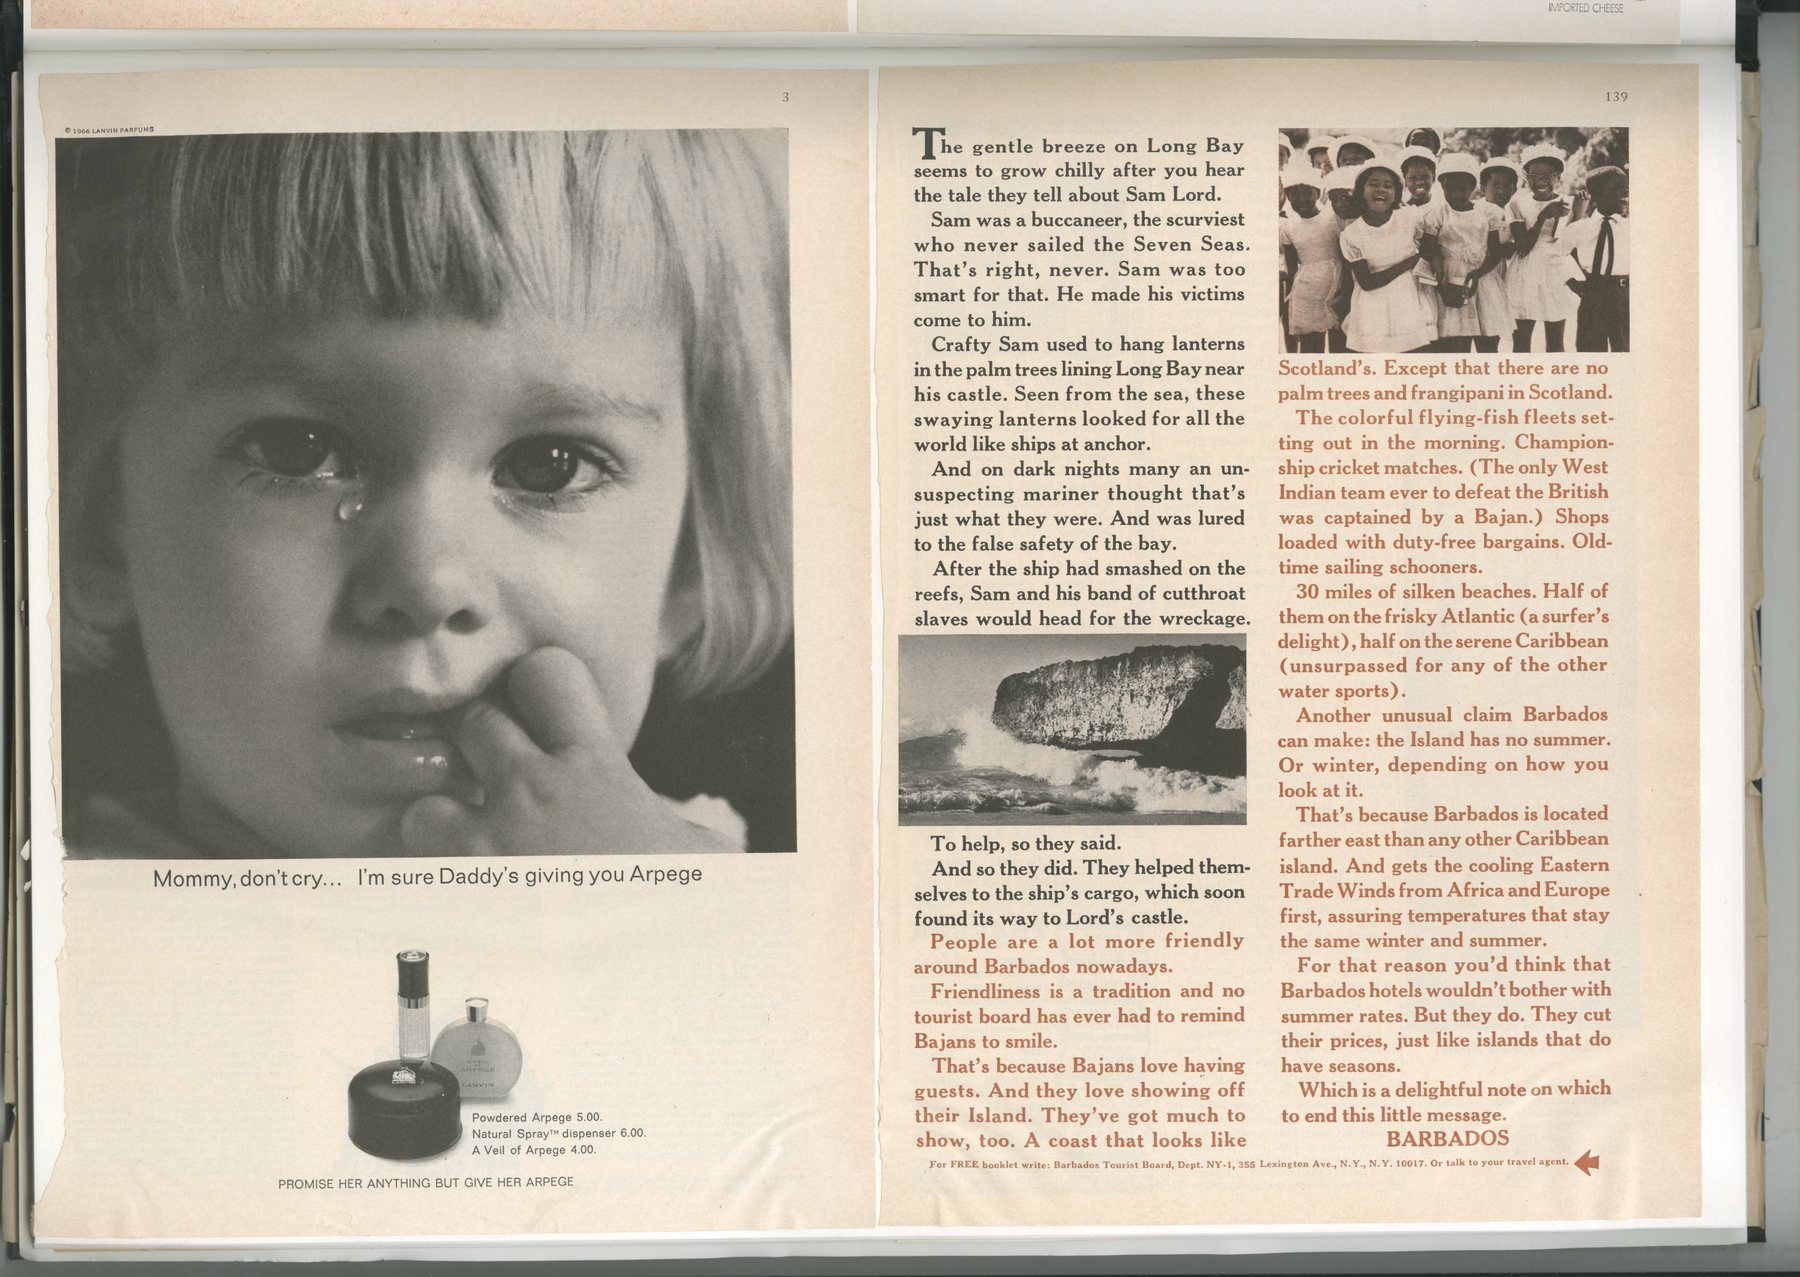 IMPORTED CHEESE
3
© 1966 LANVIN PARFUMS
Mommy, don't cry... I'm sure Daddy's giving you Arpege
ARPEGE
LANVIN
LANVIN
Powdered Arpege 5.00.
Natural Spray™ dispenser 6.00.
A Veil of Arpege 4.00.
PROMISE HER ANYTHING BUT GIVE HER ARPEGE
139
The gentle breeze on Long Bay
seems to grow chilly after you hear
the tale they tell about Sam Lord.
Sam was a buccaneer, the scurviest
who never sailed the Seven Seas.
That's right, never. Sam was too
smart for that. He made his victims
come to him.
Crafty Sam used to hang lanterns
in the palm trees lining Long Bay near
his castle. Seen from the sea, these
swaying lanterns looked for all the
world like ships at anchor.
And on dark nights many an un-
suspecting mariner thought that's
just what they were. And was lured
to the false safety of the bay.
After the ship had smashed on the
reefs, Sam and his band of cutthroat
slaves would head for the wreckage.
To help, so they said.
And so they did. They helped them-
selves to the ship's cargo, which soon
found its way to Lord's castle.
People are a lot more friendly
around Barbados nowadays.
Friendliness is a tradition and no
tourist board has ever had to remind
Bajans to smile.
That's because Bajans love having
guests. And they love showing off
their Island. They've got much to
show, too. A coast that looks like
Scotland's. Except that there are no
palm trees and frangipani in Scotland.
The colorful flying-fish fleets set-
ting out in the morning. Champion-
ship cricket matches. (The only West
Indian team ever to defeat the British
was captained by a Bajan.) Shops
loaded with duty-free bargains. Old-
time sailing schooners.
30 miles of silken beaches. Half of
them on the frisky Atlantic (a surfer's
delight), half on the serene Caribbean
(unsurpassed for any of the other
water sports).
Another unusual claim Barbados
can make: the Island has no summer.
Or winter, depending on how you
look at it.
That's because Barbados is located
farther east than any other Caribbean
island. And gets the cooling Eastern
Trade Winds from Africa and Europe
first, assuring temperatures that stay
the same winter and summer.
For that reason you'd think that
Barbados hotels wouldn't bother with
summer rates. But they do. They cut
their prices, just like islands that do
have seasons.
Which is a delightful note on which
to end this little message.
BARBADOS
For FREE booklet write: Barbados Tourist Board, Dept. NY-1, 355 Lexington Ave., N.Y., N.Y. 10017. Or talk to your travel agent.